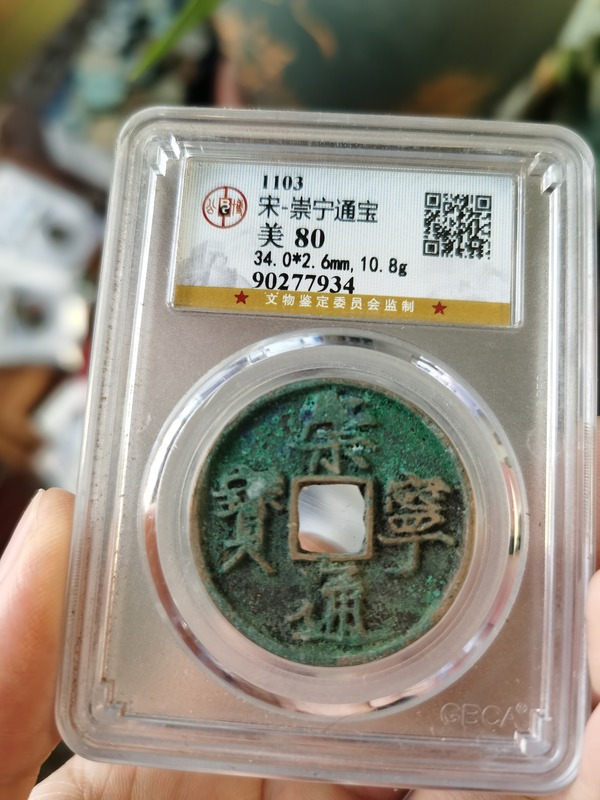 1103
宋-崇宁通宝
美 80
34.0*2.6mm,10.8g
90277934
文物鉴定委员会监制
崇
寶 寧
通
GBCA®